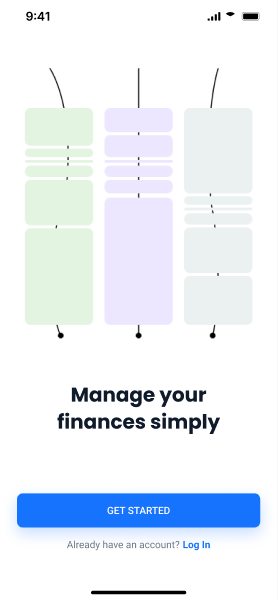 9:41
Manage your
finances simply
GET STARTED
Already have an account? Log In